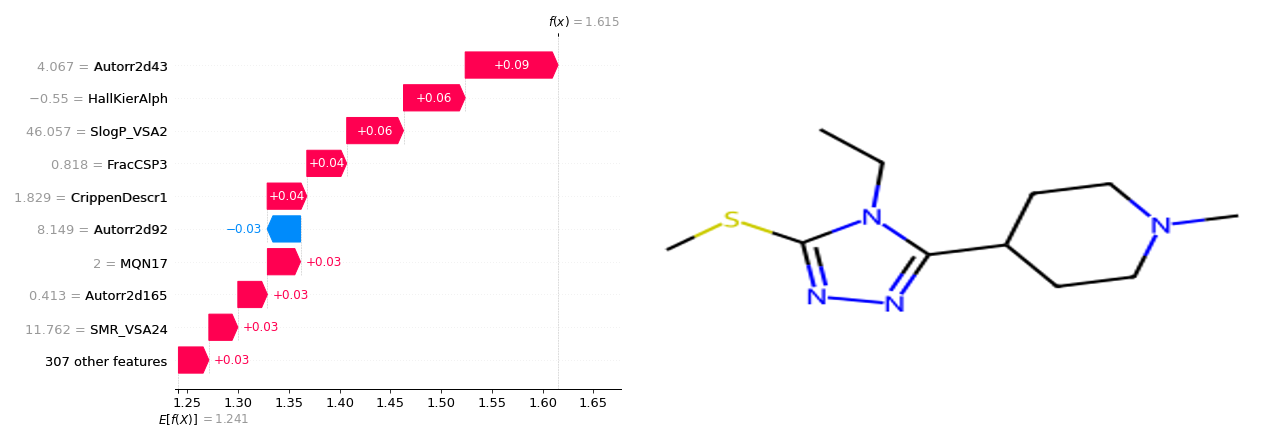 f(x) = 1.615
4.067 = Autorr2d43 +0.09
−0.55 = HallKierAlph +0.06
46.057 = SlogP_VSA2 +0.06
0.818 = FracCSP3 +0.04
1.829 = CrippenDescr1 +0.04
8.149 = Autorr2d92 −0.03
2 = MQN17 +0.03
0.413 = Autorr2d165 +0.03
11.762 = SMR_VSA24 +0.03
307 other features +0.03
1.25 1.30 1.35 1.40 1.45 1.50 1.55 1.60 1.65
E[f(X)] = 1.241
S
N
N
N
N